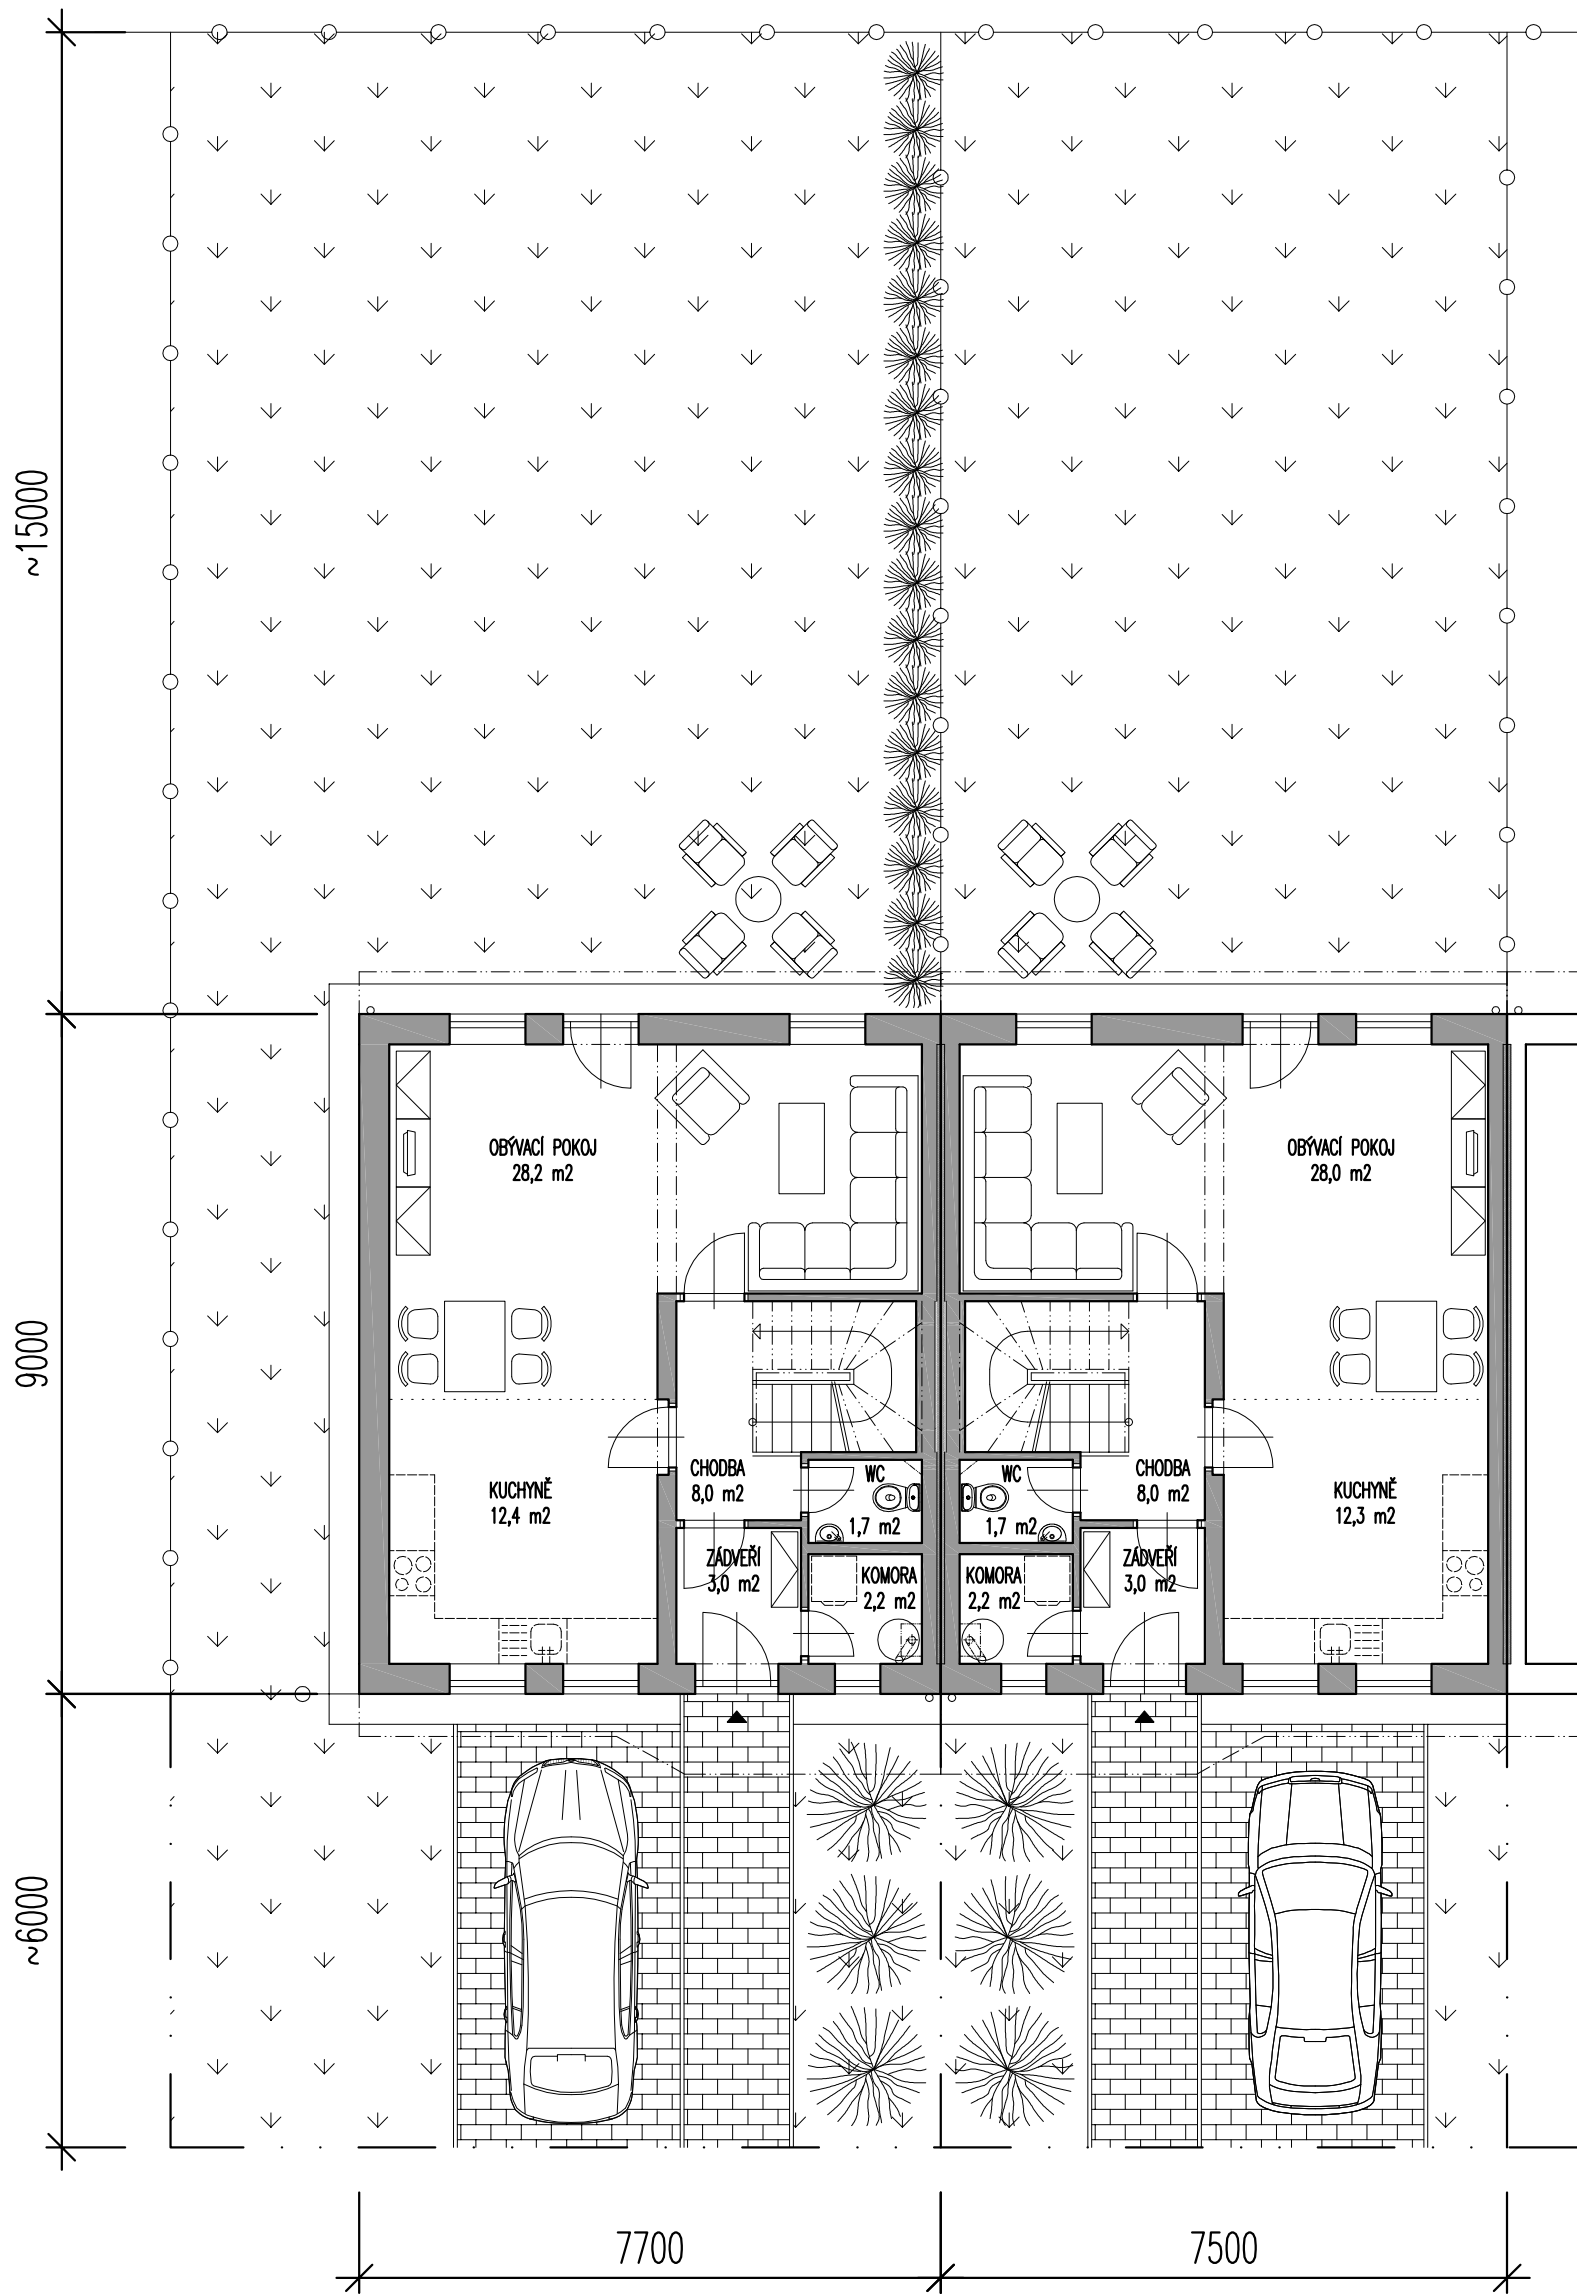 ~15000
OBÝVACÍ POKOJ
28,2 m2
OBÝVACÍ POKOJ
28,0 m2
9000
CHODBA
8,0 m2
WC
1,7 m2
WC
1,7 m2
CHODBA
8,0 m2
KUCHYNĚ
12,4 m2
KUCHYNĚ
12,3 m2
ZÁDVEŘÍ
3,0 m2
KOMORA
2,2 m2
KOMORA
2,2 m2
ZÁDVEŘÍ
3,0 m2
~6000
7700
7500